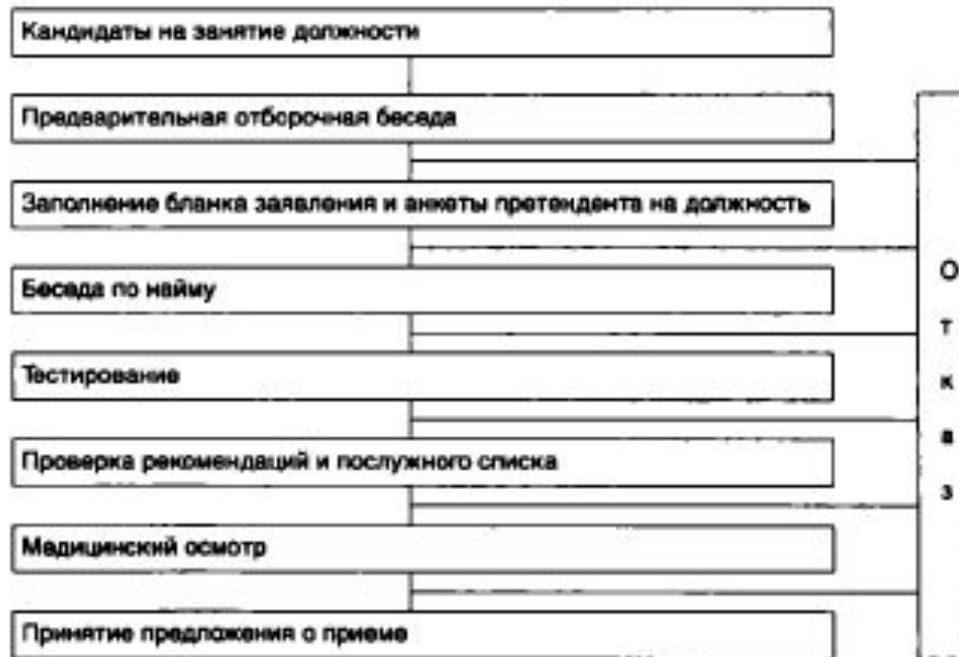 Кандидаты на занятие должности
Предварительная отборочная беседа
Заполнение бланка заявления и анкеты претендента на должность
Беседа по найму
Тестирование
Проверка рекомендаций и послужного списка
Медицинский осмотр
Принятие предложения о приеме
Отказ